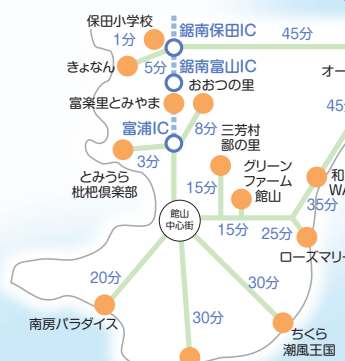 保田小学校
鋸南保田IC
45分
1分
きょなん
5分
鋸南富山IC
オー
おおつの里
富楽里とみやま
45
富浦IC
8分
三芳村
鄙の里
3分
とみうら
枇杷倶楽部
グリーン
ファーム
館山
和
WA
15分
35分
館山
中心街
15分
25分
ローズマリー
20分
30分
30分
南房パラダイス
ちくら
潮風王国